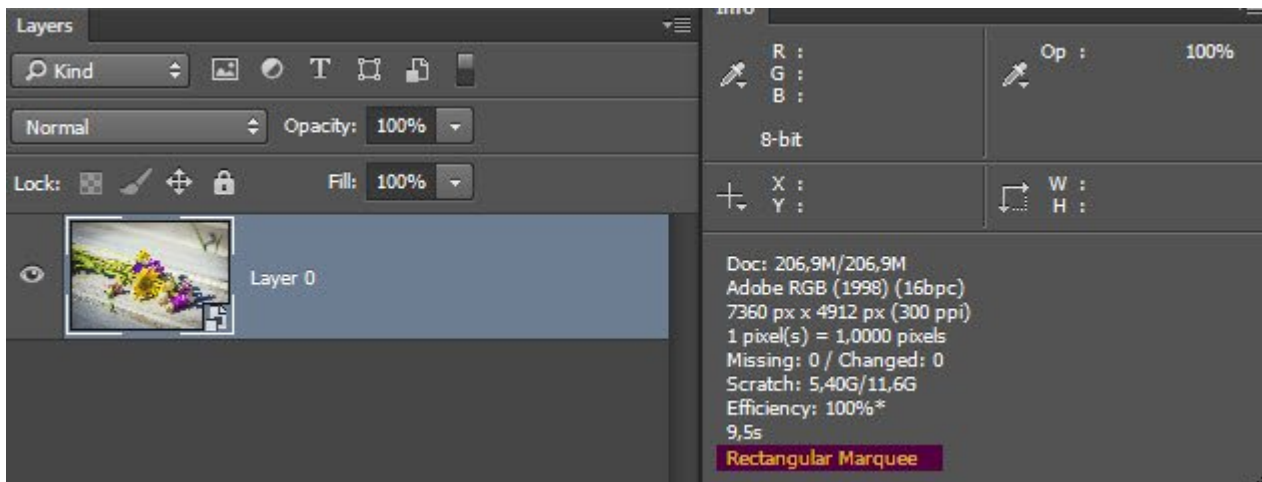 Layers
Kind
Normal
Opacity: 100%
Lock:
Fill: 100%
Layer 0
Info
R :
G :
B :
8-bit
Op : 100%
X :
Y :
W :
H :
Doc: 206,9M/206,9M
Adobe RGB (1998) (16bpc)
7360 px x 4912 px (300 ppi)
1 pixel(s) = 1,0000 pixels
Missing: 0 / Changed: 0
Scratch: 5,40G/11,6G
Efficiency: 100%*
9,5s
Rectangular Marquee